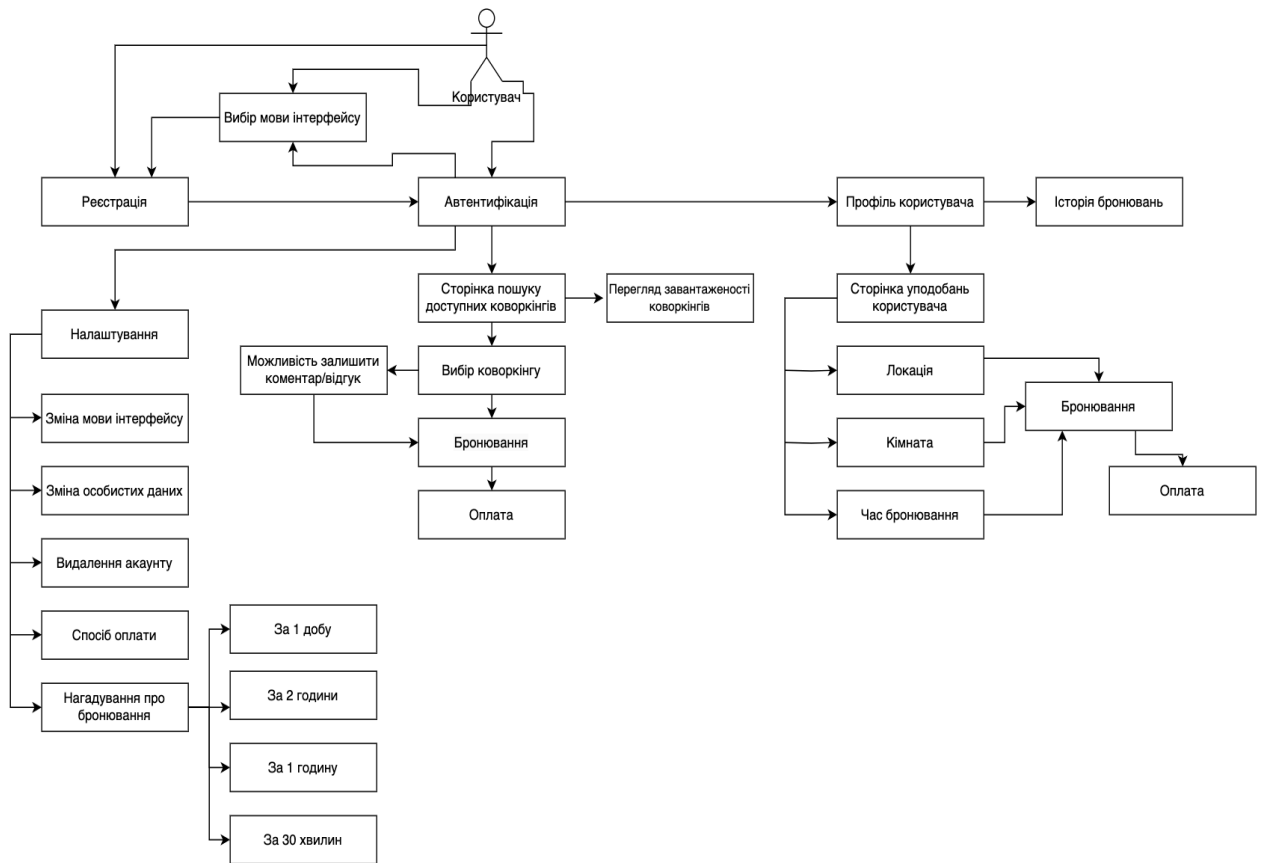 Користувач
Вибір мови інтерфейсу
Реєстрація
Автентифікація
Профіль користувача
Історія бронювань
Сторінка пошуку
доступних коворкінгів
Перегляд завантаженості
коворкінгів
Сторінка уподобань
користувача
Налаштування
Можливість залишити
коментар/відгук
Вибір коворкінгу
Локація
Бронювання
Зміна мови інтерфейсу
Бронювання
Кімната
Зміна особистих даних
Оплата
Час бронювання
Оплата
Видалення акаунту
Спосіб оплати
За 1 добу
Нагадування про
бронювання
За 2 години
За 1 годину
За 30 хвилин